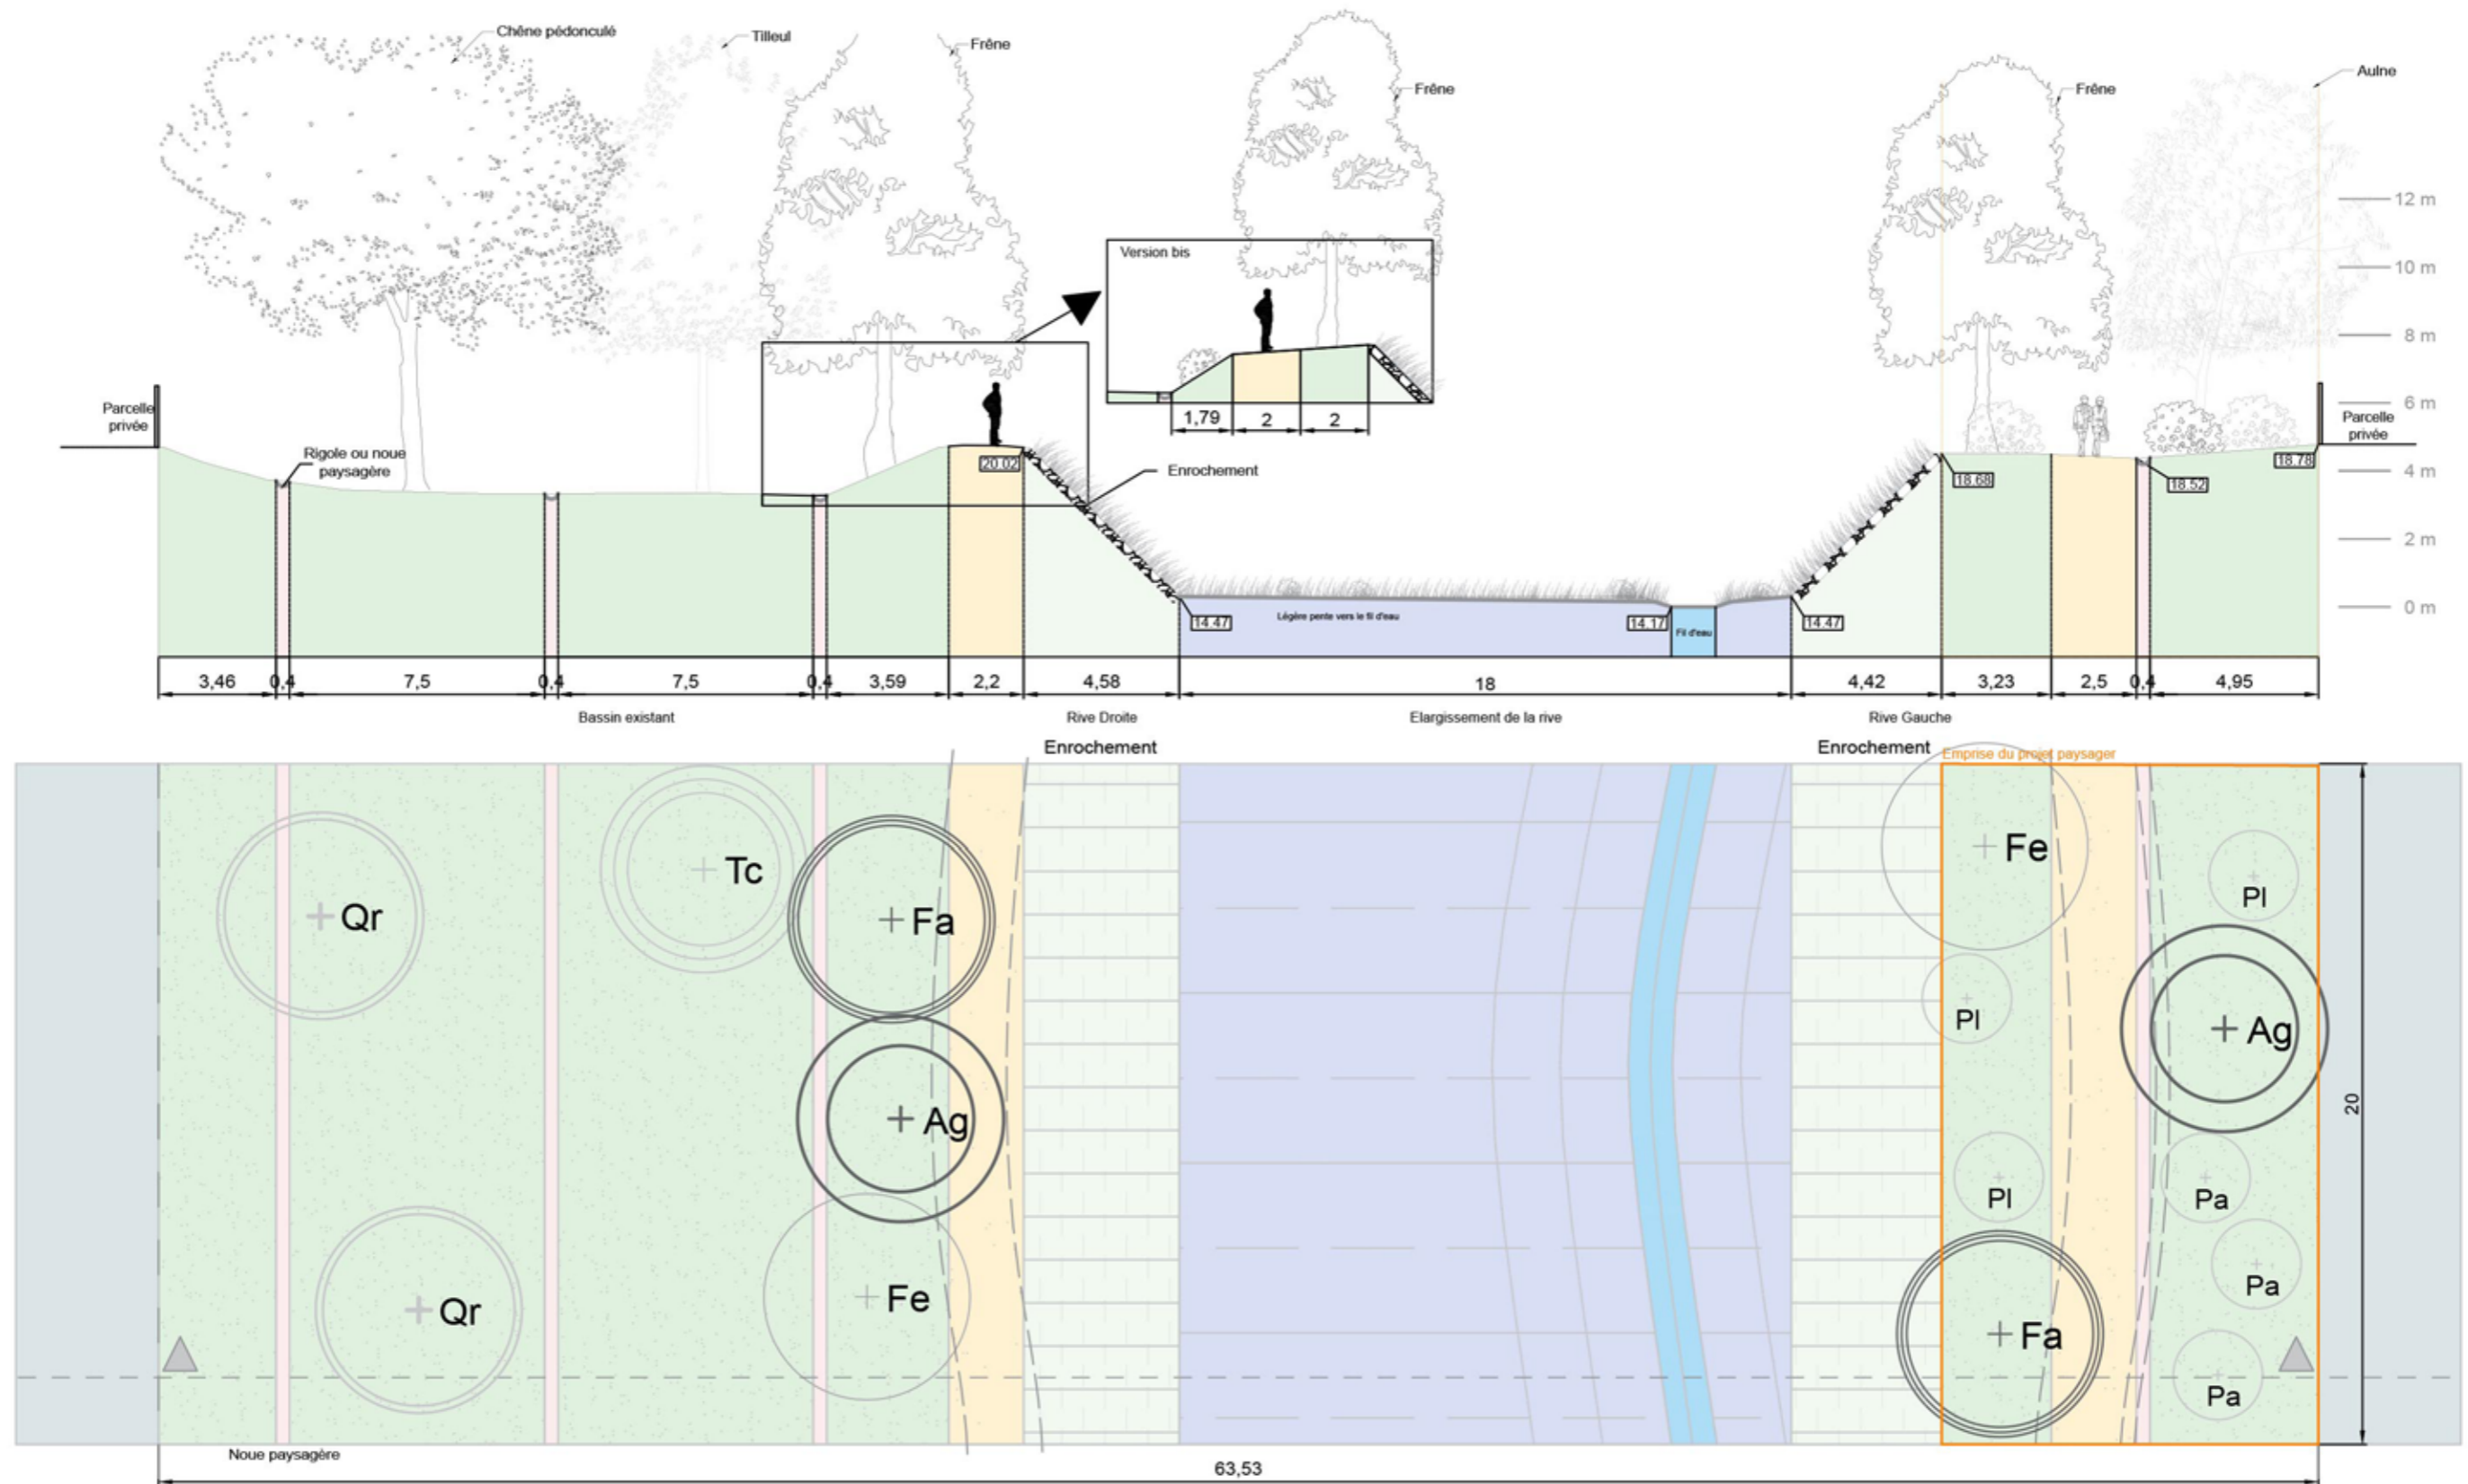 Chêne pédonculé
Tilleul
Frêne
Frêne
Frêne
Aulne
12 m
10 m
8 m
6 m
4 m
2 m
0 m
Version bis
1,79
2
2
Parcelle
privée
Rigole ou noue
paysagère
20.02
Enrochement
18.68
18.52
18.78
Parcelle
privée
14.47
Légère pente vers le fil d'eau
14.17
Fil d'eau
14.47
3,46
0,4
7,5
0,4
7,5
0,4
3,59
2,2
4,58
18
4,42
3,23
2,5
0,4
4,95
Bassin existant
Rive Droite
Elargissement de la rive
Rive Gauche
Enrochement
Enrochement
Emprise du projet paysager
Qr
Tc
Fa
Fe
Pl
Pl
Ag
Ag
Pl
Pa
Qr
Fe
Pa
Fa
Pa
20
Noue paysagère
63,53